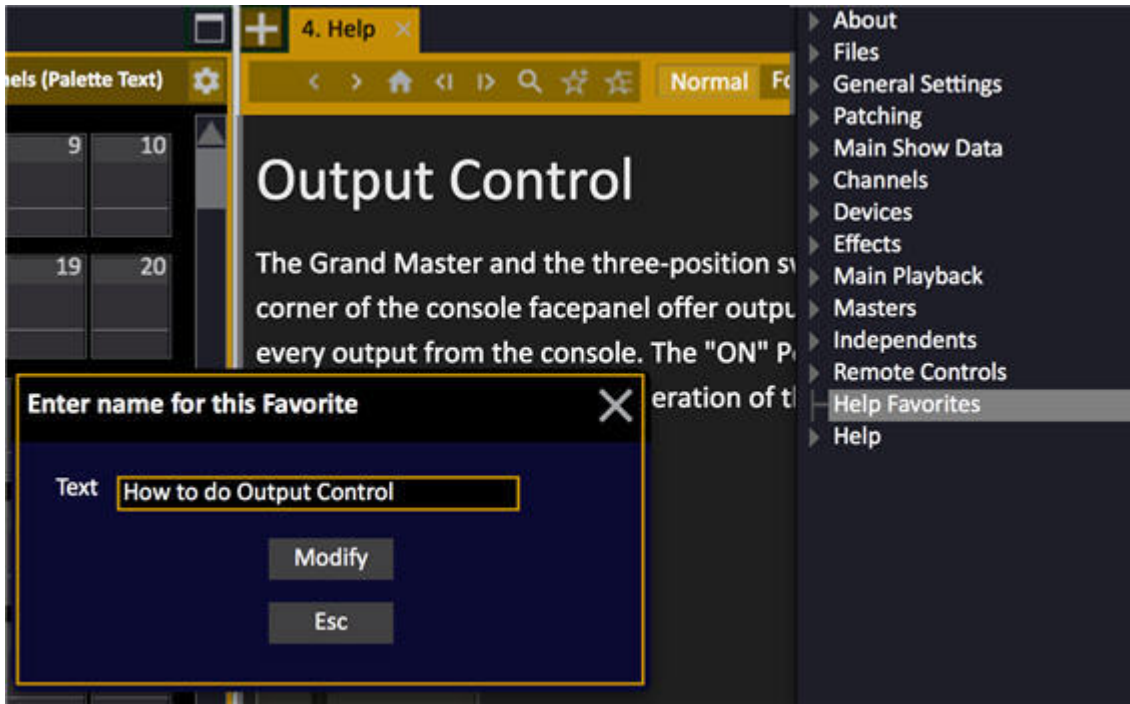 4. Help
nels (Palette Text)
Normal
9
10
19
20
Output Control
The Grand Master and the three-position
corner of the console facepanel offer
every output from the console. The "ON"
eration of
Enter name for this Favorite
Text
How to do Output Control
Modify
Esc
About
Files
General Settings
Patching
Main Show Data
Channels
Devices
Effects
Main Playback
Masters
Independents
Remote Controls
Help Favorites
Help